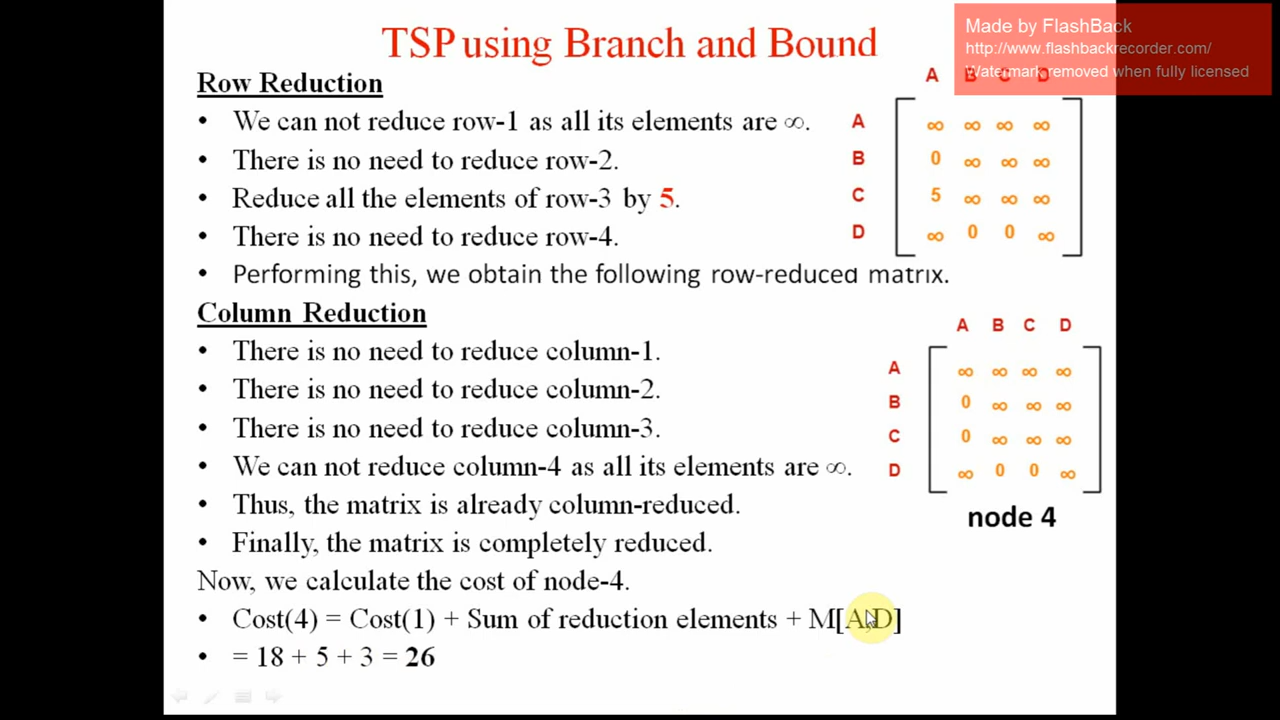 TSP using Branch and Bound
Made by FlashBack
http://www.flashbackrecorder.com/
Watermark removed when fully licensed
Row Reduction
• We can not reduce row-1 as all its elements are ∞.
• There is no need to reduce row-2.
• Reduce all the elements of row-3 by 5.
• There is no need to reduce row-4.
• Performing this, we obtain the following row-reduced matrix.
A B C D
A ∞ ∞ ∞ ∞
B 0 ∞ ∞ ∞
C 5 ∞ ∞ ∞
D ∞ 0 0 ∞
Column Reduction
• There is no need to reduce column-1.
• There is no need to reduce column-2.
• There is no need to reduce column-3.
• We can not reduce column-4 as all its elements are ∞.
• Thus, the matrix is already column-reduced.
• Finally, the matrix is completely reduced.
A B C D
A ∞ ∞ ∞ ∞
B 0 ∞ ∞ ∞
C 0 ∞ ∞ ∞
D ∞ 0 0 ∞
node 4
Now, we calculate the cost of node-4.
• Cost(4) = Cost(1) + Sum of reduction elements + M[A,D]
• = 18 + 5 + 3 = 26